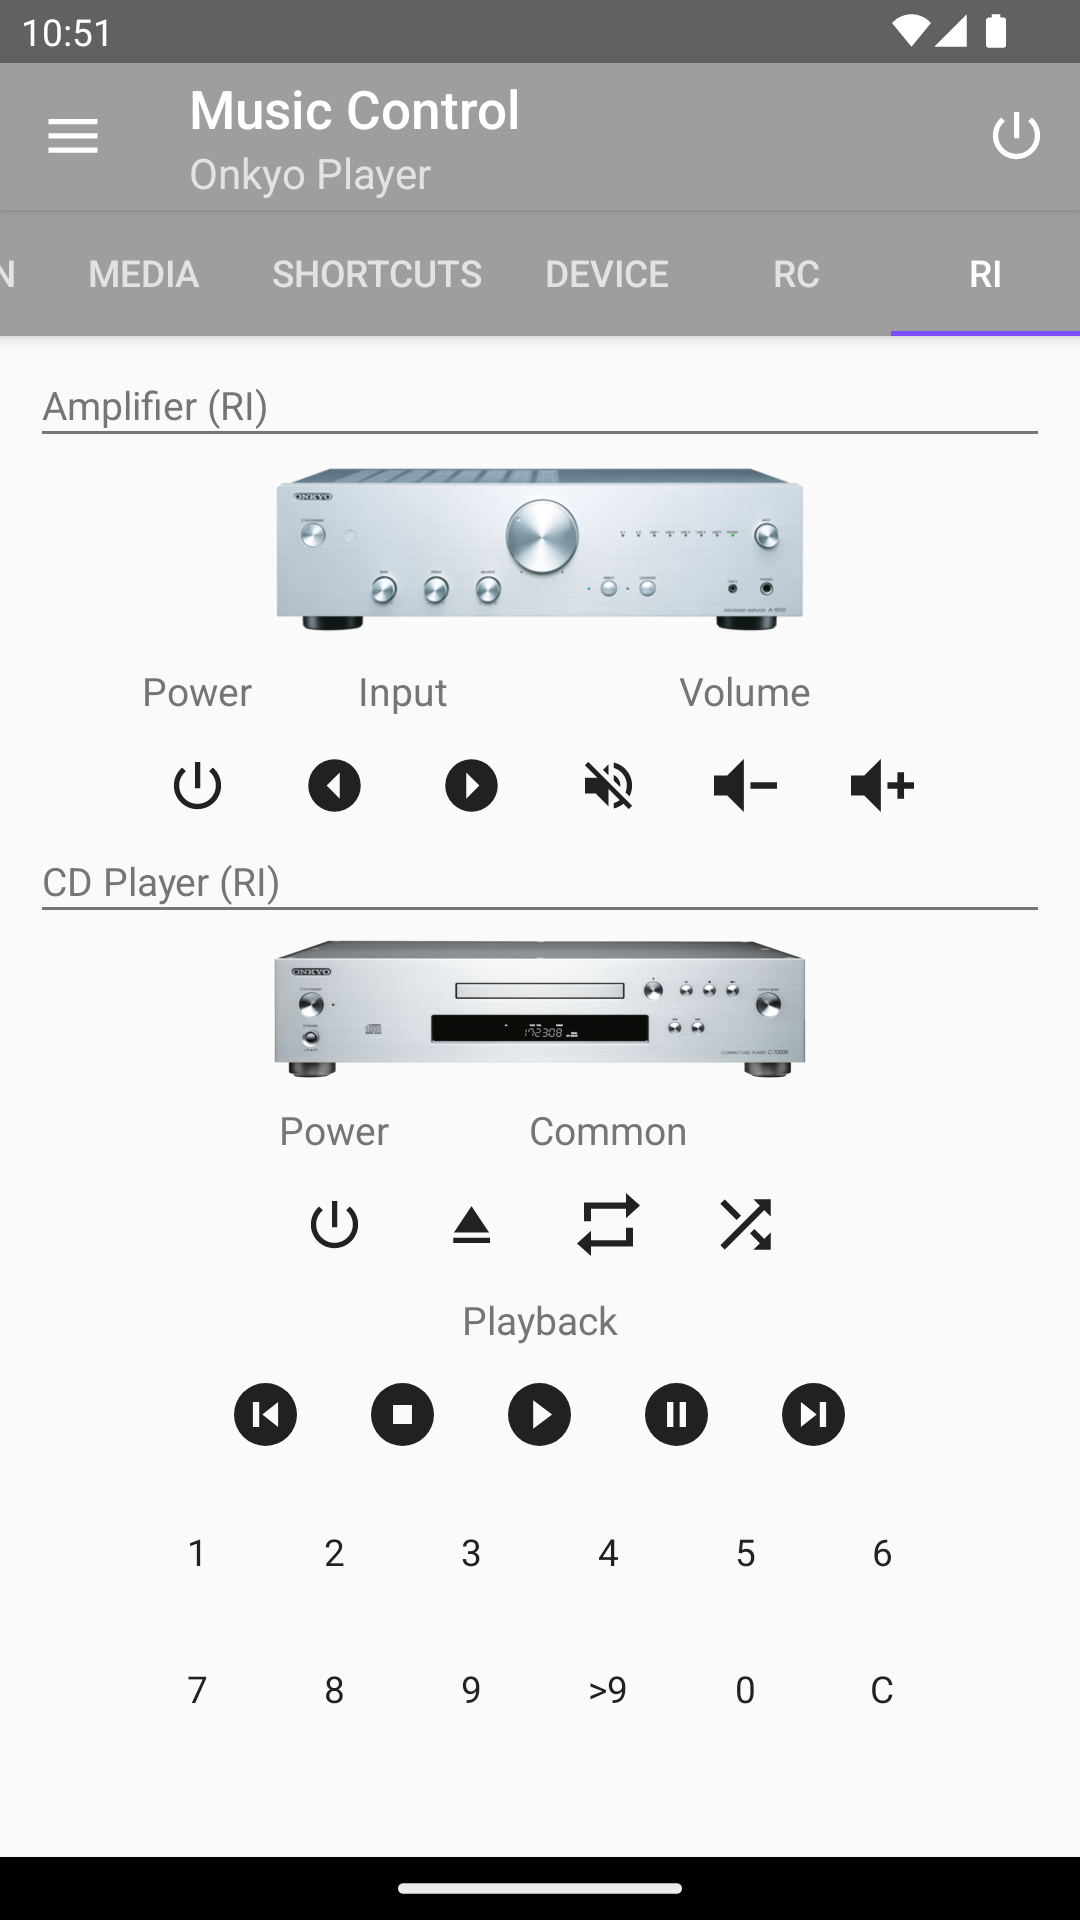 10:51
Music Control
Onkyo Player
N MEDIA SHORTCUTS DEVICE RC RI
Amplifier (RI)
ONKYO
Power Input Volume
CD Player (RI)
ONKYO
Power Common
Playback
1 2 3 4 5 6
7 8 9 >9 0 C